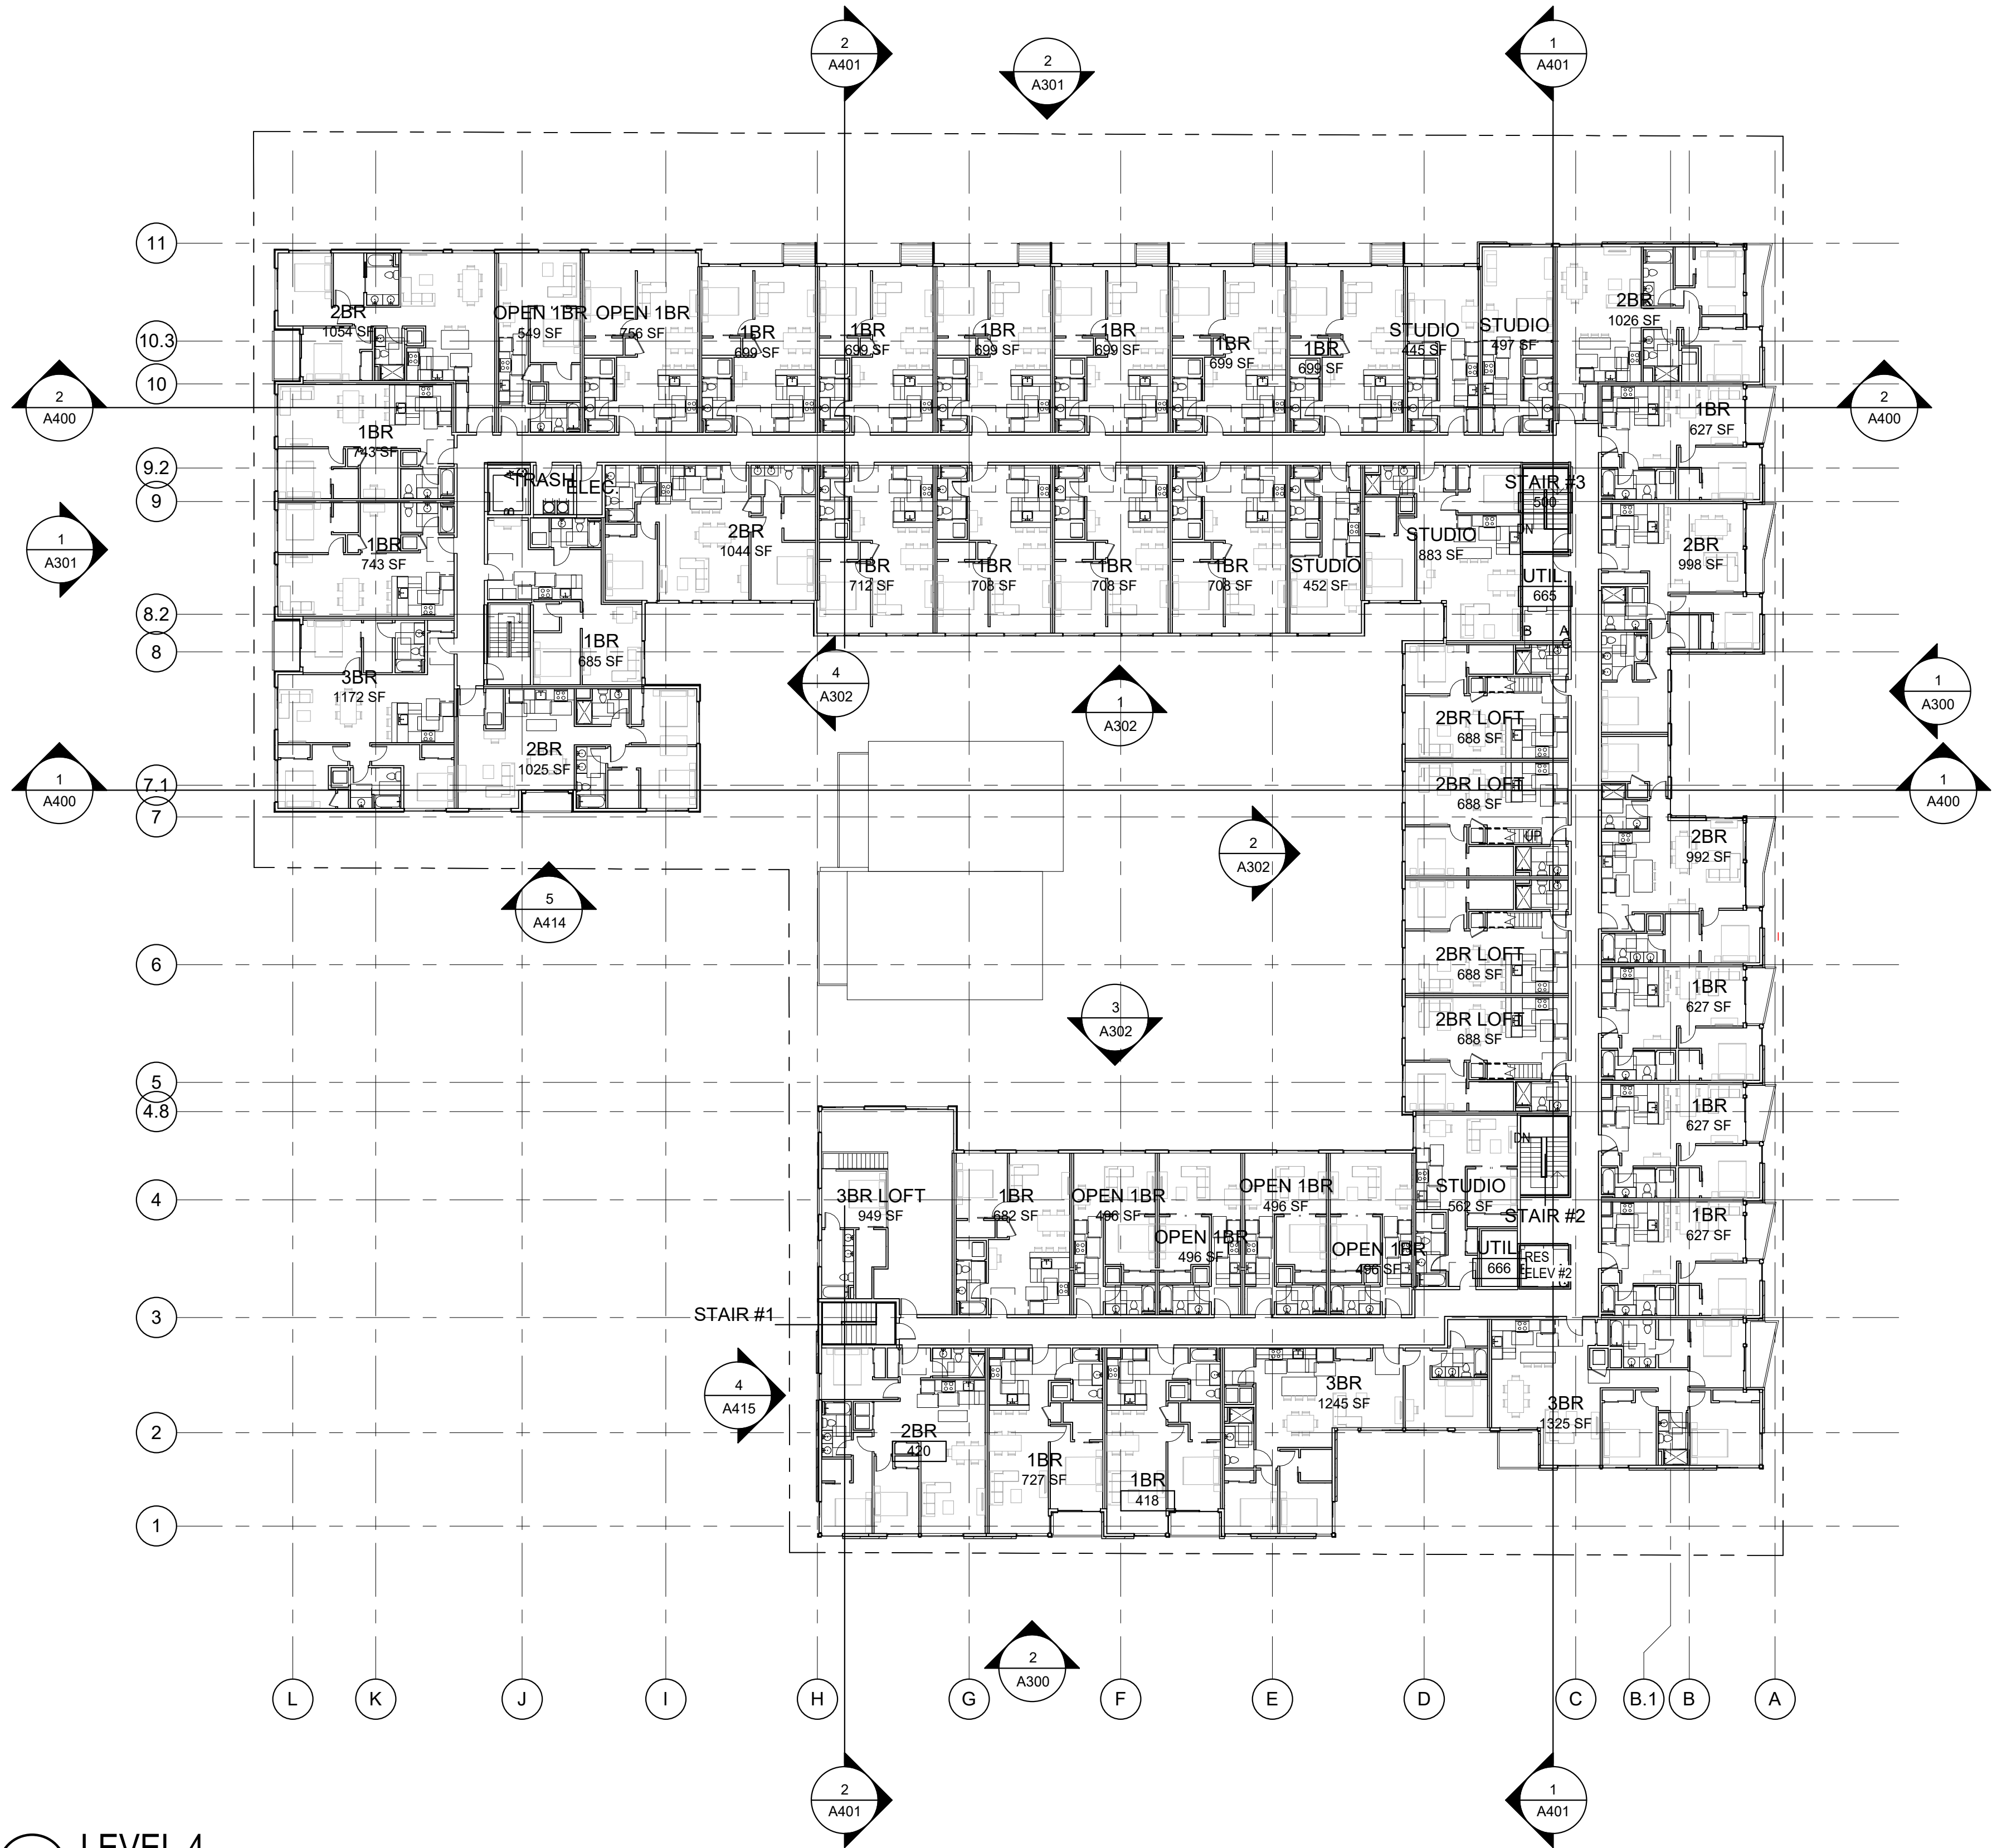 2
A401
2
A301
1
A401
11
10.3
10
2
A400
9.2
9
1
A301
8.2
8
1
A400
7.1
7
6
5
4.8
4
3
2
1
2BR
1054 SF
OPEN 1BR
549 SF
OPEN 1BR
756 SF
1BR
699 SF
1BR
699 SF
1BR
699 SF
1BR
699 SF
1BR
699 SF
1BR
699 SF
STUDIO
445 SF
STUDIO
497 SF
2BR
1026 SF
2
A400
1BR
743 SF
1BR
627 SF
TRASH
ELEC.
STAIR #3
500
DN
1BR
743 SF
2BR
1044 SF
1BR
712 SF
1BR
708 SF
1BR
708 SF
1BR
708 SF
STUDIO
452 SF
STUDIO
883 SF
UTIL.
665
B
A
C
2BR
998 SF
1BR
685 SF
3BR
1172 SF
2BR
1025 SF
4
A302
1
A302
1
A300
2BR LOFT
688 SF
2BR LOFT
688 SF
UP
1
A400
2
A302
2BR
992 SF
5
A414
2BR LOFT
688 SF
2BR LOFT
688 SF
3
A302
1BR
627 SF
1BR
627 SF
DN
3BR LOFT
949 SF
1BR
682 SF
OPEN 1BR
496 SF
OPEN 1BR
496 SF
OPEN 1BR
496 SF
OPEN 1BR
496 SF
STUDIO
562 SF
STAIR #2
UTIL.
666
RES
ELEV #2
1BR
627 SF
STAIR #1
4
A415
2BR
420
1BR
727 SF
1BR
418
3BR
1245 SF
3BR
1325 SF
2
A300
L
K
J
I
H
G
F
E
D
C
B.1
B
A
2
A401
1
A401
LEVEL 4